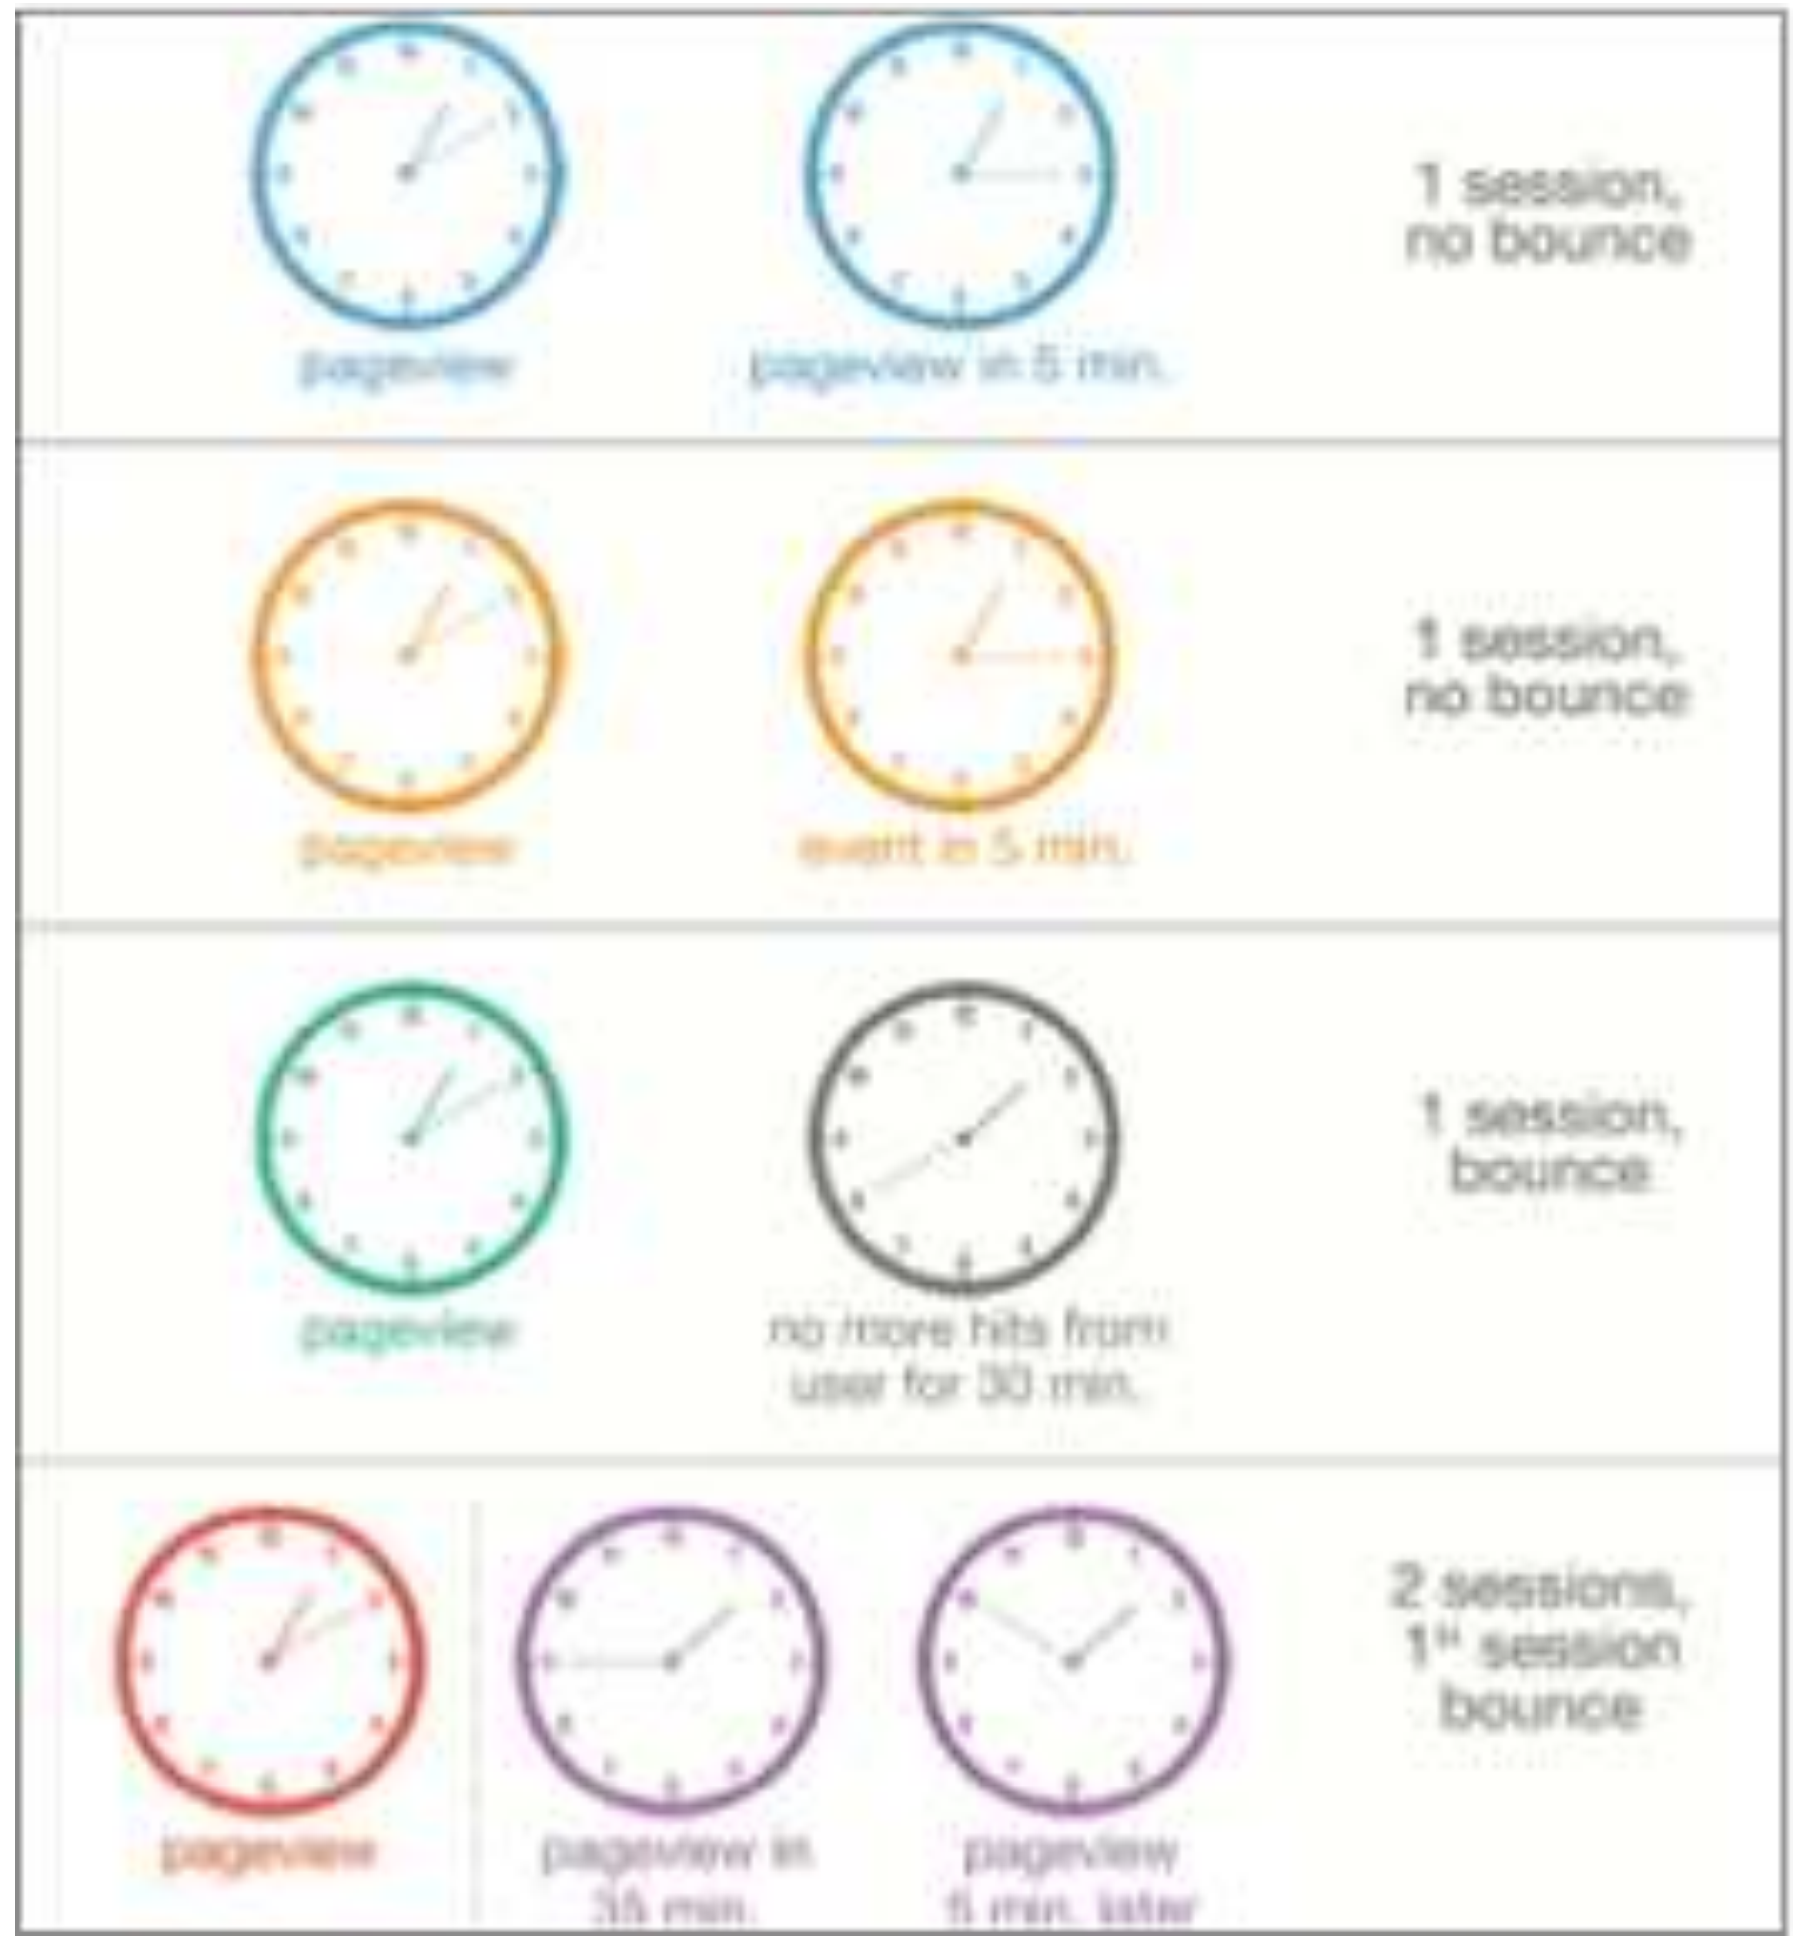 pageview
pageview in 5 min.
1 session,
no bounce
pageview
event in 5 min.
1 session,
no bounce
pageview
no more hits from
user for 30 min.
1 session,
bounce
pageview
pageview in
35 min.
pageview
5 min. later
2 sessions,
1st session
bounce